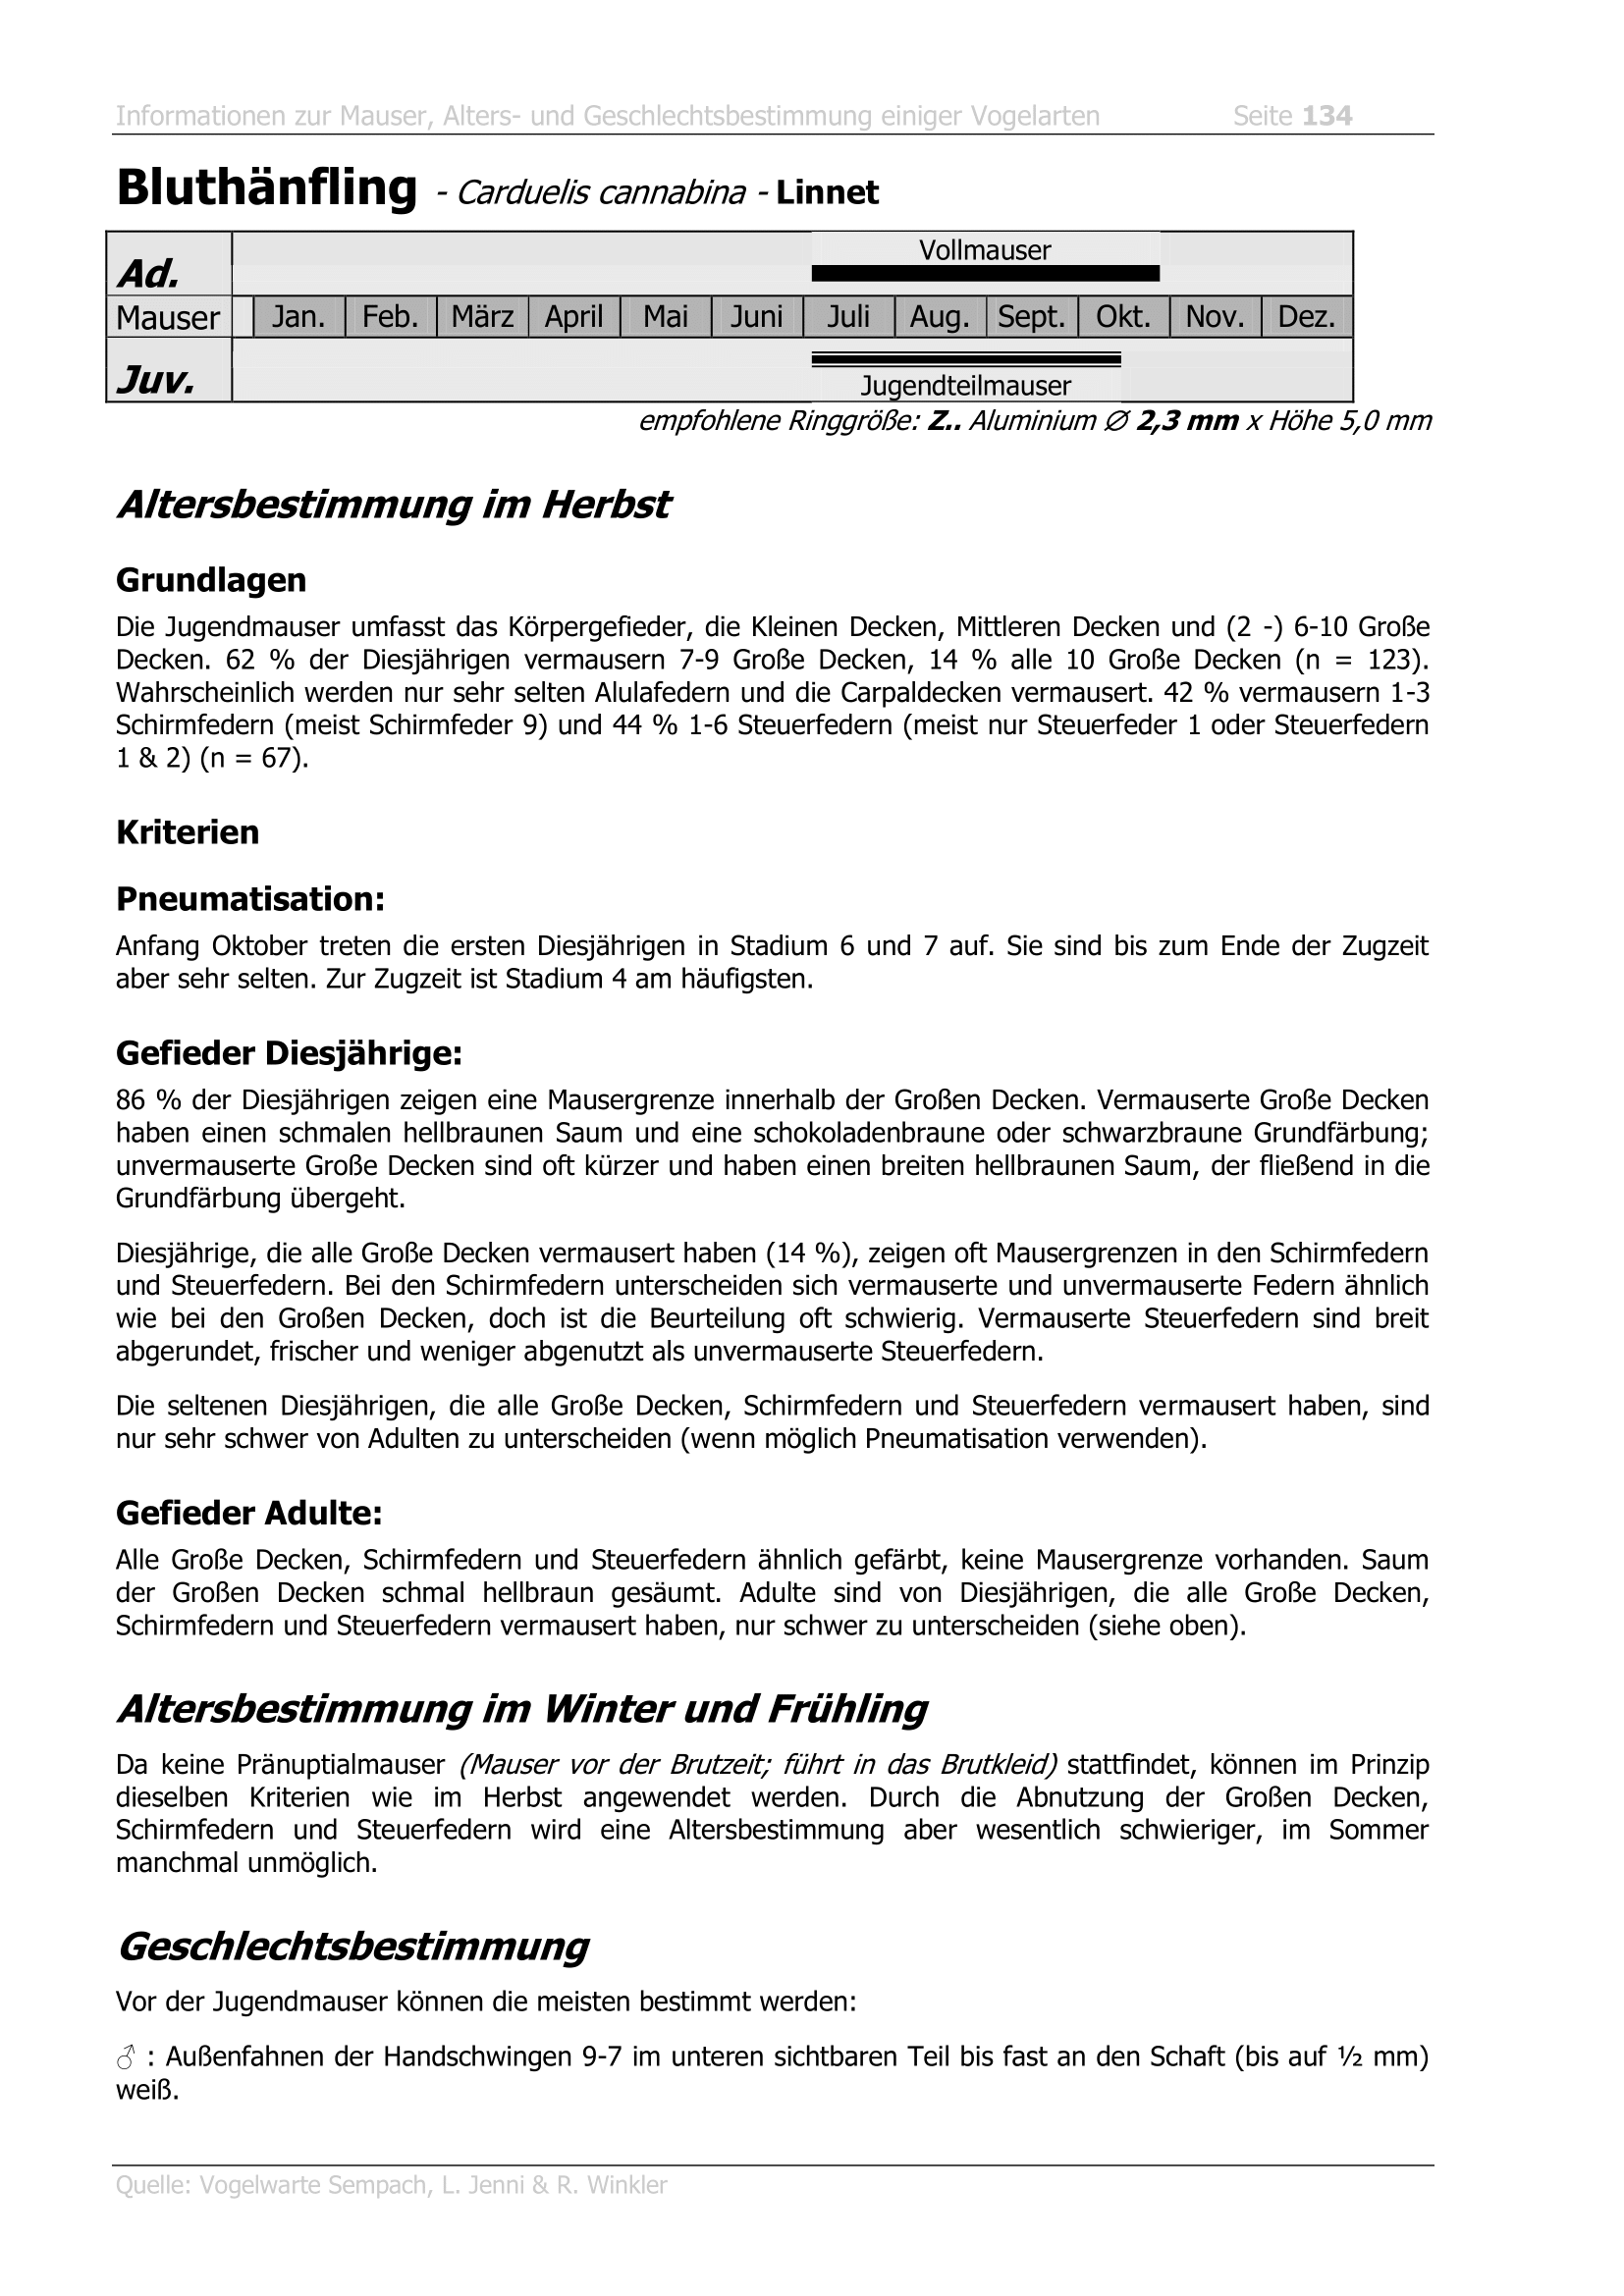 Informationen zur Mauser, Alters- und Geschlechtsbestimmung einiger Vogelarten Seite 134
Bluthänfling - Carduelis cannabina - Linnet
Vollmauser
Ad.
Mauser Jan. Feb. März April Mai Juni Juli Aug. Sept. Okt. Nov. Dez.
Juv.
Jugendteilmauser
empfohlene Ringgröße: Z.. Aluminium ∅ 2,3 mm x Höhe 5,0 mm
Altersbestimmung im Herbst
Grundlagen
Die Jugendmauser umfasst das Körpergefieder, die Kleinen Decken, Mittleren Decken und (2 -) 6-10 Große
Decken. 62 % der Diesjährigen vermausern 7-9 Große Decken, 14 % alle 10 Große Decken (n = 123).
Wahrscheinlich werden nur sehr selten Alulafedern und die Carpaldecken vermausert. 42 % vermausern 1-3
Schirmfedern (meist Schirmfeder 9) und 44 % 1-6 Steuerfedern (meist nur Steuerfeder 1 oder Steuerfedern
1 & 2) (n = 67).
Kriterien
Pneumatisation:
Anfang Oktober treten die ersten Diesjährigen in Stadium 6 und 7 auf. Sie sind bis zum Ende der Zugzeit
aber sehr selten. Zur Zugzeit ist Stadium 4 am häufigsten.
Gefieder Diesjährige:
86 % der Diesjährigen zeigen eine Mausergrenze innerhalb der Großen Decken. Vermauserte Große Decken
haben einen schmalen hellbraunen Saum und eine schokoladenbraune oder schwarzbraune Grundfärbung;
unvermauserte Große Decken sind oft kürzer und haben einen breiten hellbraunen Saum, der fließend in die
Grundfärbung übergeht.
Diesjährige, die alle Große Decken vermausert haben (14 %), zeigen oft Mausergrenzen in den Schirmfedern
und Steuerfedern. Bei den Schirmfedern unterscheiden sich vermauserte und unvermauserte Federn ähnlich
wie bei den Großen Decken, doch ist die Beurteilung oft schwierig. Vermauserte Steuerfedern sind breit
abgerundet, frischer und weniger abgenutzt als unvermauserte Steuerfedern.
Die seltenen Diesjährigen, die alle Große Decken, Schirmfedern und Steuerfedern vermausert haben, sind
nur sehr schwer von Adulten zu unterscheiden (wenn möglich Pneumatisation verwenden).
Gefieder Adulte:
Alle Große Decken, Schirmfedern und Steuerfedern ähnlich gefärbt, keine Mausergrenze vorhanden. Saum
der Großen Decken schmal hellbraun gesäumt. Adulte sind von Diesjährigen, die alle Große Decken,
Schirmfedern und Steuerfedern vermausert haben, nur schwer zu unterscheiden (siehe oben).
Altersbestimmung im Winter und Frühling
Da keine Pränuptialmauser (Mauser vor der Brutzeit; führt in das Brutkleid) stattfindet, können im Prinzip
dieselben Kriterien wie im Herbst angewendet werden. Durch die Abnutzung der Großen Decken,
Schirmfedern und Steuerfedern wird eine Altersbestimmung aber wesentlich schwieriger, im Sommer
manchmal unmöglich.
Geschlechtsbestimmung
Vor der Jugendmauser können die meisten bestimmt werden:
♂ : Außenfahnen der Handschwingen 9-7 im unteren sichtbaren Teil bis fast an den Schaft (bis auf ½ mm)
weiß.
Quelle: Vogelwarte Sempach, L. Jenni & R. Winkler